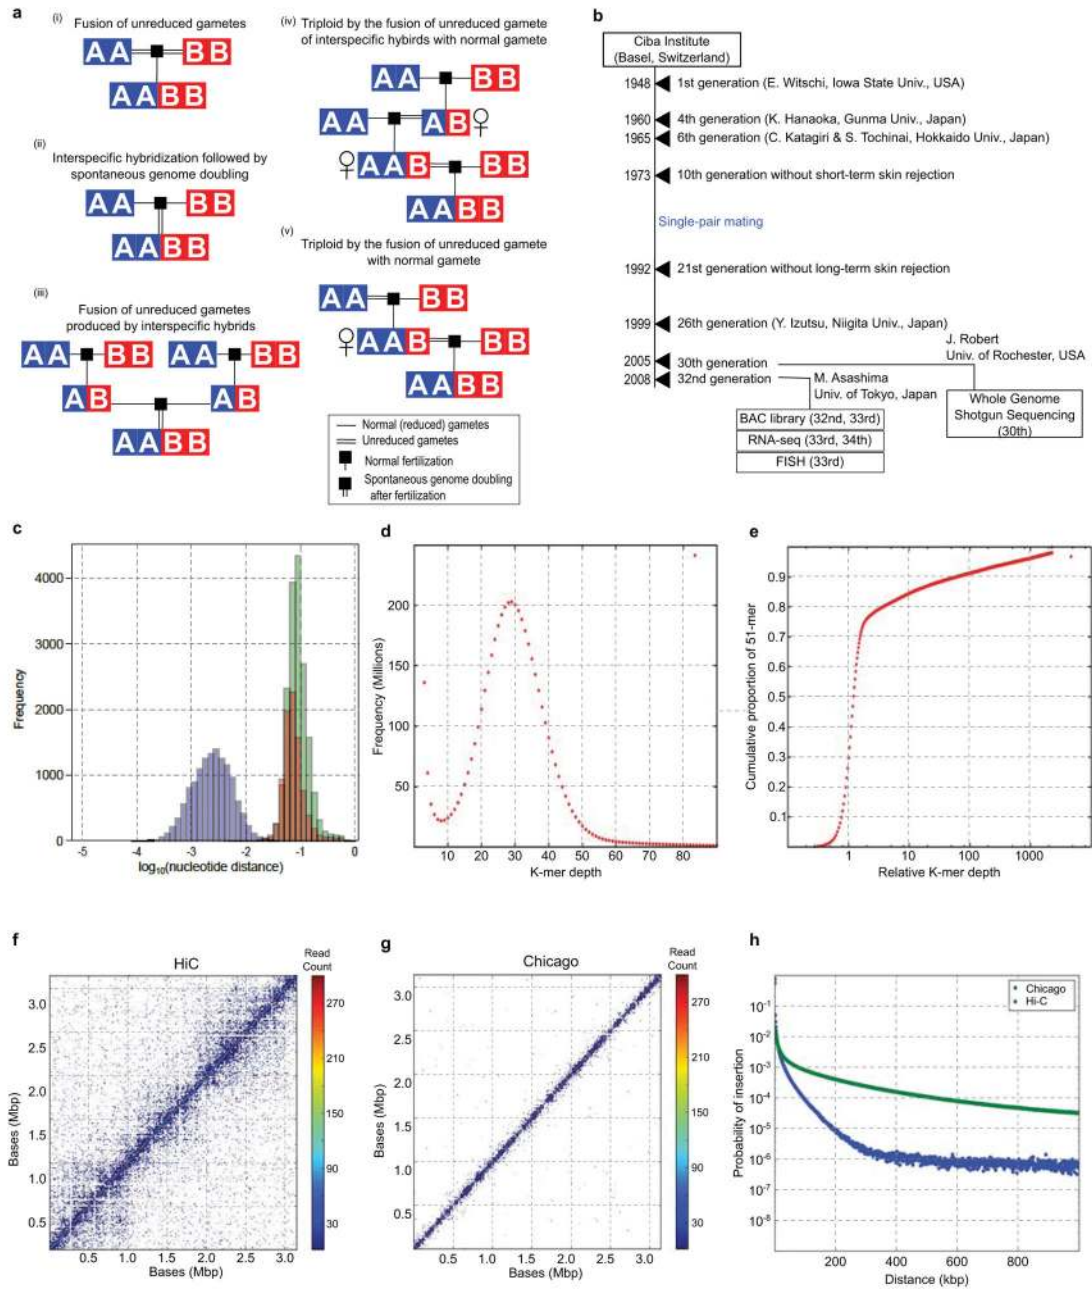 a
(i)
Fusion of unreduced gametes
AA BB
AABB
(ii)
Interspecific hybridization followed by
spontaneous genome doubling
AA BB
AABB
(iii)
Fusion of unreduced gametes
produced by interspecific hybrids
AA BB AA BB
AB AB
AABB
(iv)
Triploid by the fusion of unreduced gamete
of interspecific hybirds with normal gamete
AA BB
AA AB ♀
♀ AAB BB
AABB
(v)
Triploid by the fusion of unreduced gamete
with normal gamete
AA BB
♀ AAB BB
AABB
Normal (reduced) gametes
Unreduced gametes
Normal fertilization
Spontaneous genome doubling
after fertilization
b
Ciba Institute
(Basel, Switzerland)
1948 1st generation (E. Witschi, Iowa State Univ., USA)
1960 4th generation (K. Hanaoka, Gunma Univ., Japan)
1965 6th generation (C. Katagiri & S. Tochinai, Hokkaido Univ., Japan)
1973 10th generation without short-term skin rejection
Single-pair mating
1992 21st generation without long-term skin rejection
1999 26th generation (Y. Izutsu, Niigita Univ., Japan)
J. Robert
Univ. of Rochester, USA
2005 30th generation
2008 32nd generation
M. Asashima
Univ. of Tokyo, Japan
BAC library (32nd, 33rd)
RNA-seq (33rd, 34th)
FISH (33rd)
Whole Genome
Shotgun Sequencing
(30th)
c
Frequency
4000
3000
2000
1000
0
-5 -4 -3 -2 -1 0
log10(nucleotide distance)
d
Frequency (Millions)
200
150
100
50
10 20 30 40 50 60 70 80
K-mer depth
e
Cumulative proportion of 51-mer
0.9
0.8
0.7
0.6
0.5
0.4
0.3
0.2
0.1
1 10 100 1000
Relative K-mer depth
f
HiC
Read
Count
Bases (Mbp)
3.0
2.5
2.0
1.5
1.0
0.5
0.5 1.0 1.5 2.0 2.5 3.0
Bases (Mbp)
270
210
150
90
30
g
Chicago
Read
Count
Bases (Mbp)
3.0
2.5
2.0
1.5
1.0
0.5
0.5 1.0 1.5 2.0 2.5 3.0
Bases (Mbp)
270
210
150
90
30
h
Chicago
Hi-C
Probability of insertion
10-1
10-2
10-3
10-4
10-5
10-6
10-7
10-8
200 400 600 800
Distance (kbp)